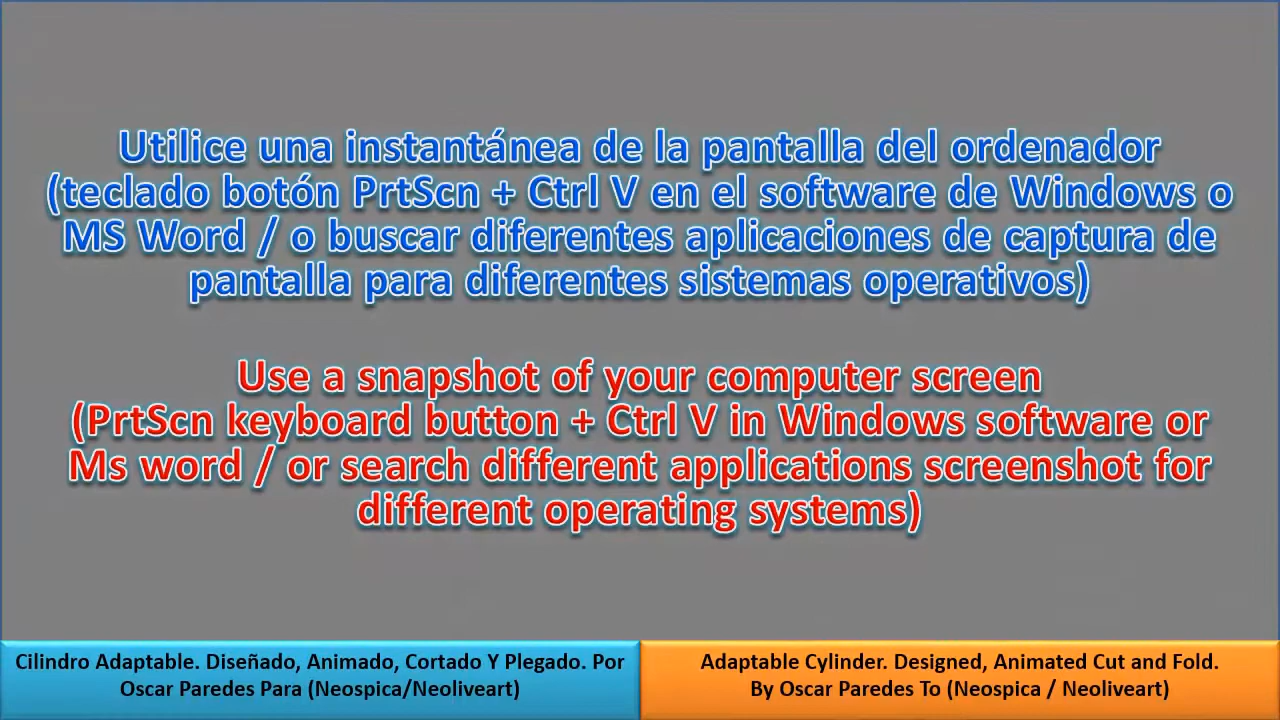 Utilice una instantánea de la pantalla del ordenador
(teclado botón PrtScn + Ctrl V en el software de Windows o
MS Word / o buscar diferentes aplicaciones de captura de
pantalla para diferentes sistemas operativos)
Use a snapshot of your computer screen
(PrtScn keyboard button + Ctrl V in Windows software or
Ms word / or search different applications screenshot for
different operating systems)
Cilindro Adaptable. Diseñado, Animado, Cortado Y Plegado. Por
Oscar Paredes Para (Neospica/Neoliveart)
Adaptable Cylinder. Designed, Animated Cut and Fold.
By Oscar Paredes To (Neospica / Neoliveart)